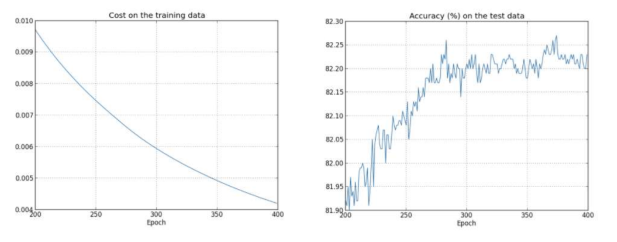 Cost on the training data
0.010
0.009
0.008
0.007
0.006
0.005
0.004
200 250 300 350 400
Epoch
Accuracy (%) on the test data
82.30
82.25
82.20
82.15
82.10
82.05
82.00
81.95
81.90
200 250 300 350 400
Epoch